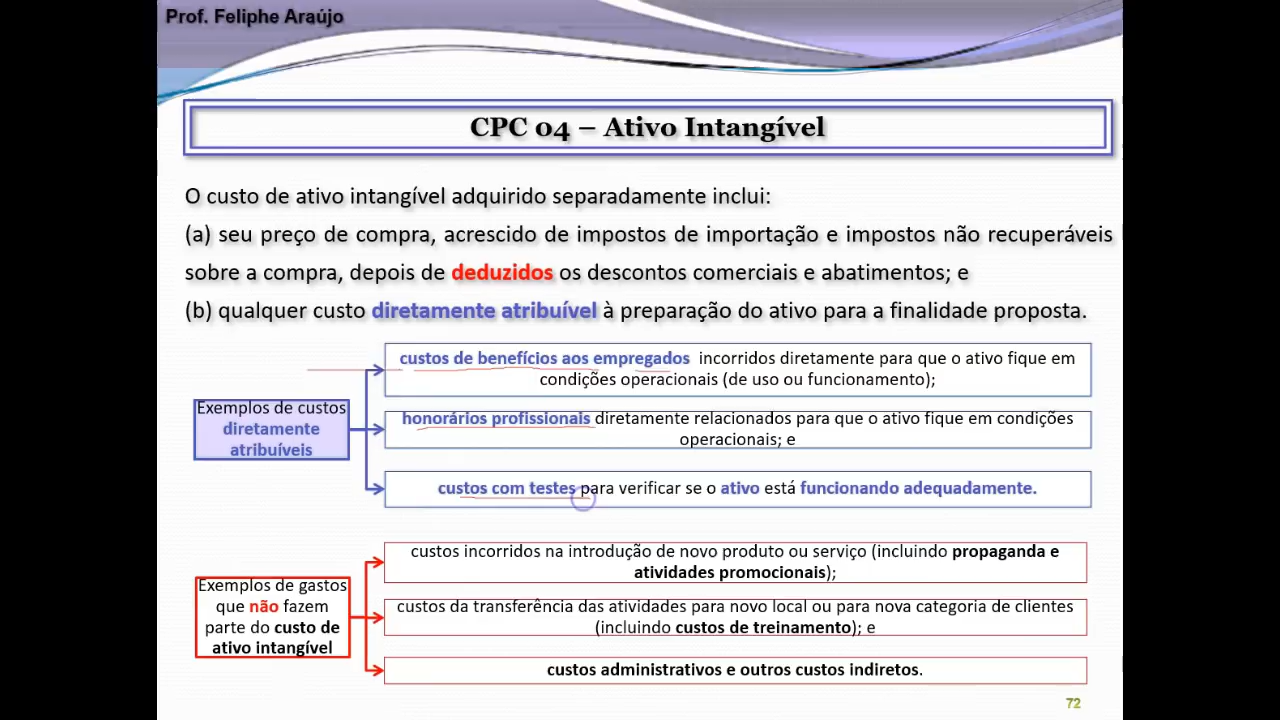 Prof. Feliphe Araújo
CPC 04 – Ativo Intangível
O custo de ativo intangível adquirido separadamente inclui:
(a) seu preço de compra, acrescido de impostos de importação e impostos não recuperáveis
sobre a compra, depois de deduzidos os descontos comerciais e abatimentos; e
(b) qualquer custo diretamente atribuível à preparação do ativo para a finalidade proposta.
Exemplos de custos
diretamente
atribuíveis
custos de benefícios aos empregados incorridos diretamente para que o ativo fique em
condições operacionais (de uso ou funcionamento);
honorários profissionais diretamente relacionados para que o ativo fique em condições
operacionais; e
custos com testes para verificar se o ativo está funcionando adequadamente.
Exemplos de gastos
que não fazem
parte do custo de
ativo intangível
custos incorridos na introdução de novo produto ou serviço (incluindo propaganda e
atividades promocionais);
custos da transferência das atividades para novo local ou para nova categoria de clientes
(incluindo custos de treinamento); e
custos administrativos e outros custos indiretos.
72